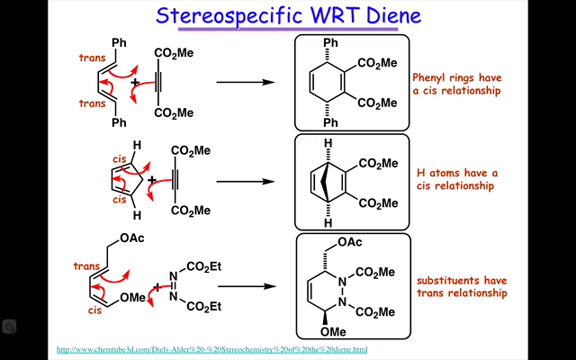 Stereospecific WRT Diene
Ph
trans
trans
Ph
+
CO₂Me
CO₂Me
Ph
CO₂Me
CO₂Me
Ph
Phenyl rings have
a cis relationship
H
cis
cis
H
+
CO₂Me
CO₂Me
H
CO₂Me
CO₂Me
H
H atoms have a
cis relationship
OAc
trans
OMe
cis
+
N
N
CO₂Et
CO₂Et
OAc
N
N
CO₂Me
CO₂Me
OMe
substituents have
trans relationship
http://www.chemtube3d.com/Diels-Alder%20-%20Stereochemistry%20of%20the%20diene.html